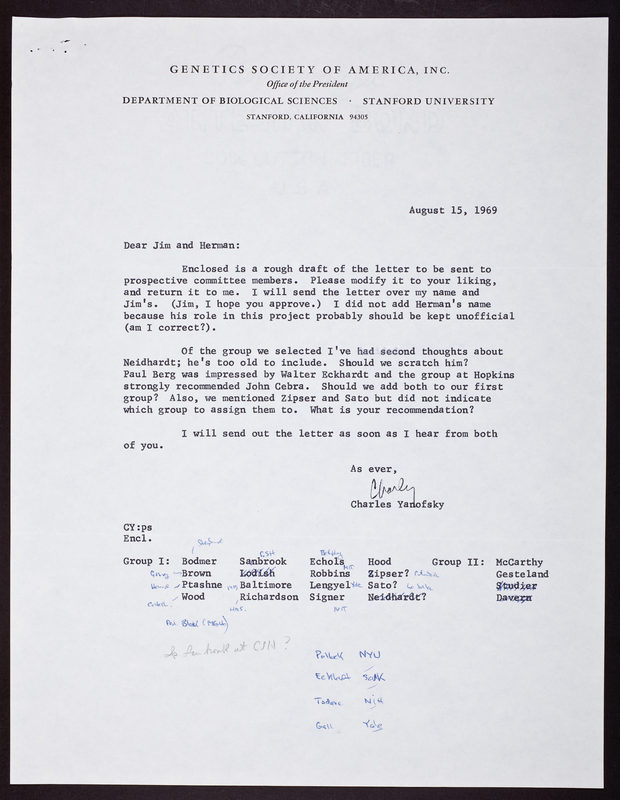 GENETICS SOCIETY OF AMERICA, INC.
Office of the President
DEPARTMENT OF BIOLOGICAL SCIENCES · STANFORD UNIVERSITY
STANFORD, CALIFORNIA 94305
August 15, 1969
Dear Jim and Herman:
Enclosed is a rough draft of the letter to be sent to
prospective committee members. Please modify it to your liking,
and return it to me. I will send the letter over my name and
Jim's. (Jim, I hope you approve.) I did not add Herman's name
because his role in this project probably should be kept unofficial
(am I correct?).
Of the group we selected I've had second thoughts about
Neidhardt; he's too old to include. Should we scratch him?
Paul Berg was impressed by Walter Eckhardt and the group at Hopkins
strongly recommended John Cebra. Should we add both to our first
group? Also, we mentioned Zipser and Sato but did not indicate
which group to assign them to. What is your recommendation?
I will send out the letter as soon as I hear from both
of you.
As ever,
Charley
Charles Yanofsky
CY:ps
Encl.
CSH
Group I: Bodmer Sanbrook Echols Hood Group II: McCarthy
Brown Lodish Robbins MIT Zipser? Gesteland
Ptashne Baltimore Lengyel Yale Sato? Studier
Wood Richardson Signer Neidhardt? Davern
MIT
at CSH?
Pollack NYU
Eckhart Salk
NIH
Gall Yale